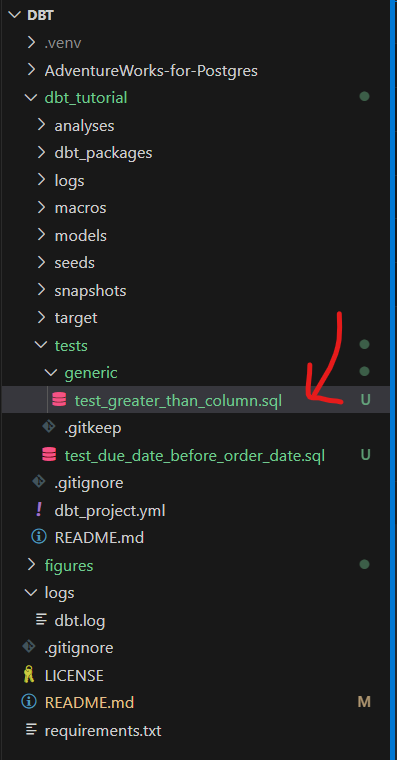 DBT
.venv
AdventureWorks-for-Postgres
dbt_tutorial
analyses
dbt_packages
logs
macros
models
seeds
snapshots
target
tests
generic
test_greater_than_column.sql U
.gitkeep
test_due_date_before_order_date.sql U
.gitignore
! dbt_project.yml
README.md
figures
logs
dbt.log
.gitignore
LICENSE
README.md M
requirements.txt